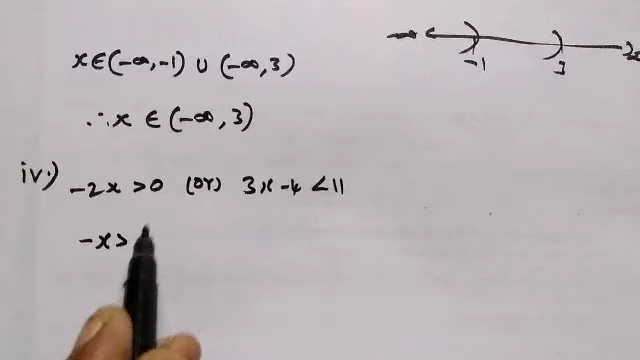 x∈(-∞,-1) ∪ (-∞,3)
∴x ∈ (-∞,3)
iv) -2x >0 (or) 3x-4 <11
-x>
-1 3